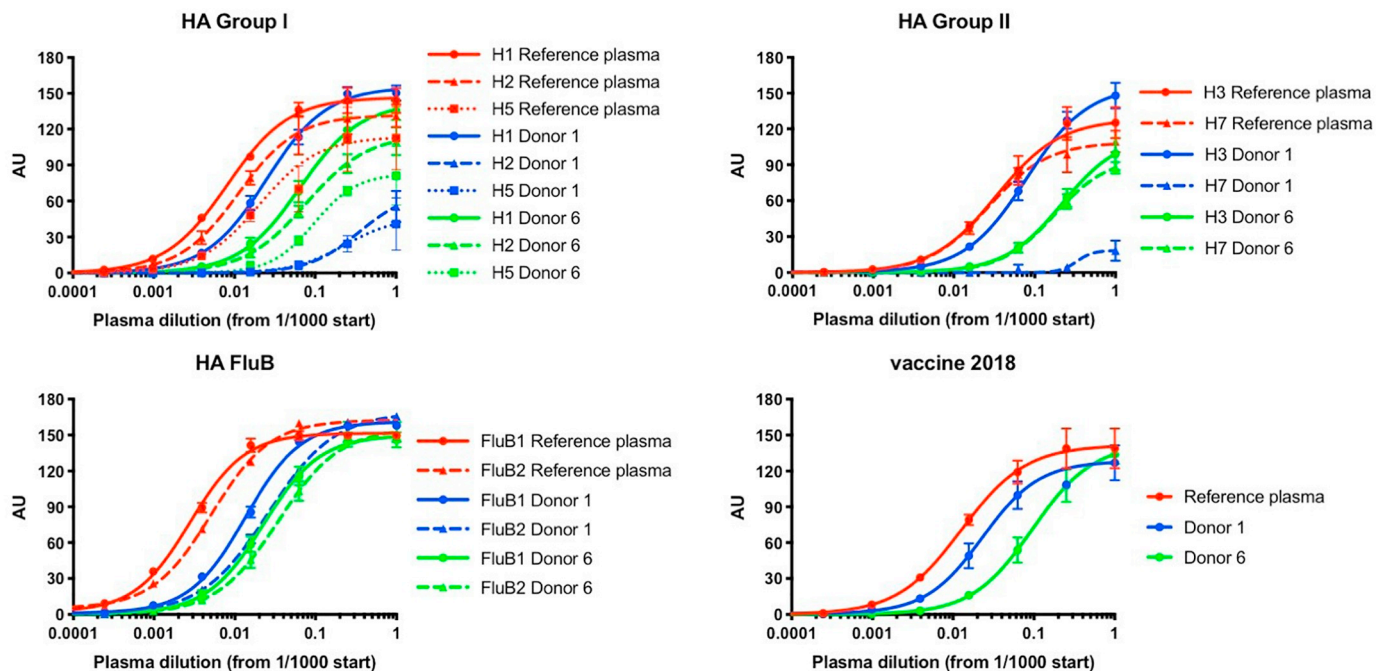 HA Group I
180
150
120
90
60
30
0
AU
0.0001 0.001 0.01 0.1 1
Plasma dilution (from 1/1000 start)
H1 Reference plasma
H2 Reference plasma
H5 Reference plasma
H1 Donor 1
H2 Donor 1
H5 Donor 1
H1 Donor 6
H2 Donor 6
H5 Donor 6
HA Group II
180
150
120
90
60
30
0
AU
0.0001 0.001 0.01 0.1 1
Plasma dilution (from 1/1000 start)
H3 Reference plasma
H7 Reference plasma
H3 Donor 1
H7 Donor 1
H3 Donor 6
H7 Donor 6
HA FluB
180
150
120
90
60
30
0
AU
0.0001 0.001 0.01 0.1 1
Plasma dilution (from 1/1000 start)
FluB1 Reference plasma
FluB2 Reference plasma
FluB1 Donor 1
FluB2 Donor 1
FluB1 Donor 6
FluB2 Donor 6
vaccine 2018
180
150
120
90
60
30
0
AU
0.0001 0.001 0.01 0.1 1
Plasma dilution (from 1/1000 start)
Reference plasma
Donor 1
Donor 6